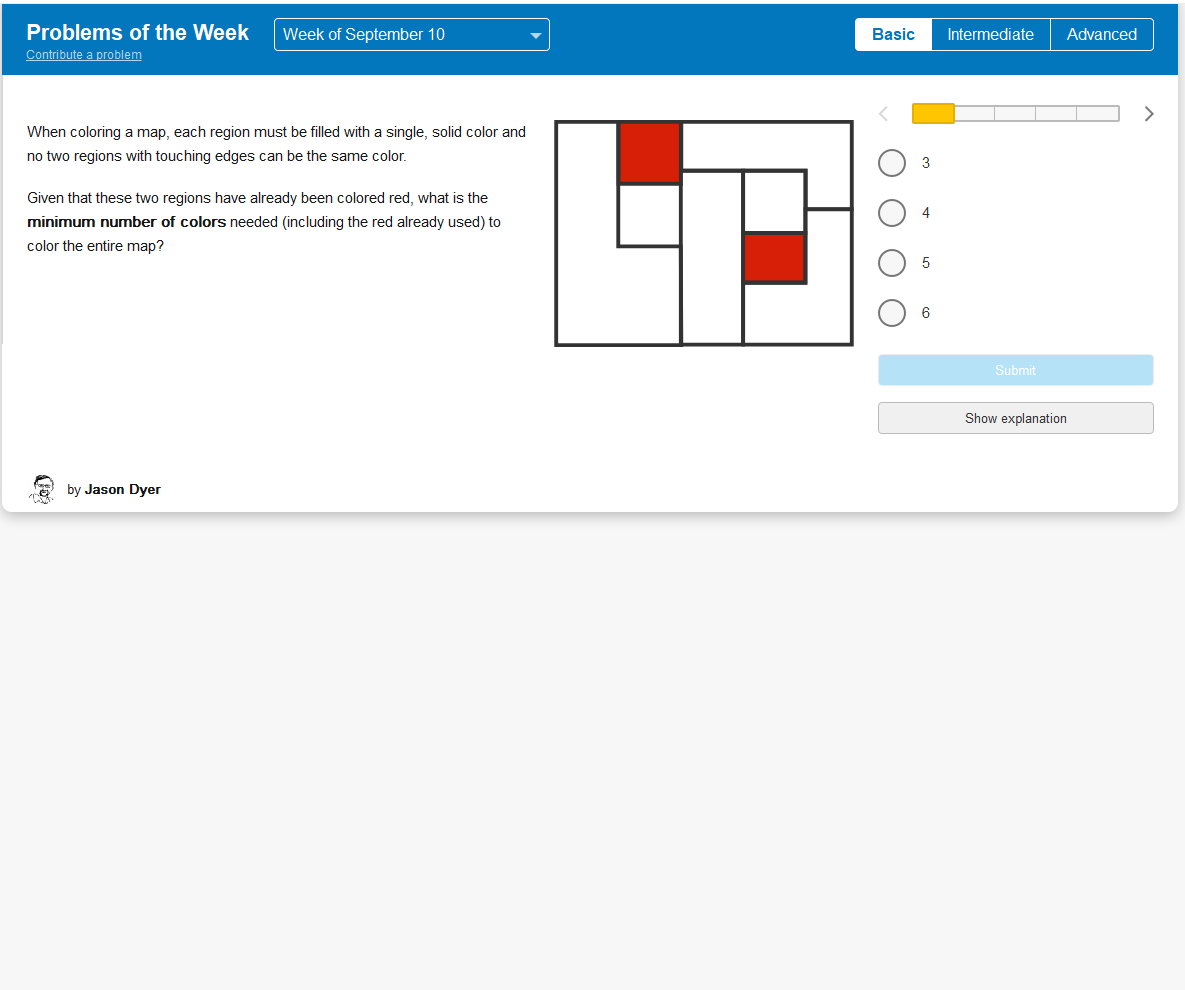 Problems of the Week
Contribute a problem
Week of September 10
Basic
Intermediate
Advanced
When coloring a map, each region must be filled with a single, solid color and
no two regions with touching edges can be the same color.
Given that these two regions have already been colored red, what is the
minimum number of colors needed (including the red already used) to
color the entire map?
3
4
5
6
Submit
Show explanation
by Jason Dyer